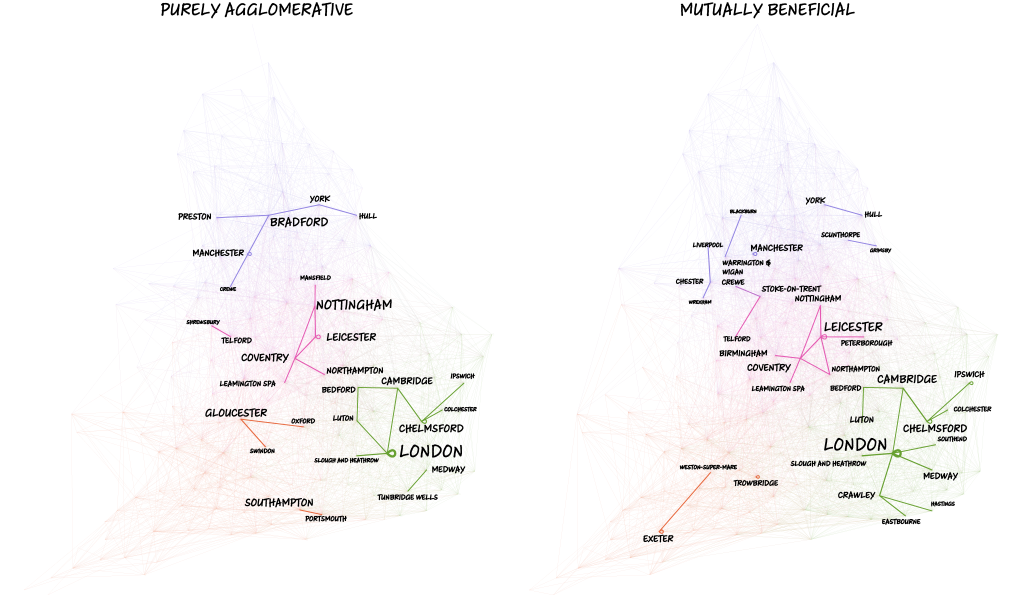 PURELY AGGLOMERATIVE
YORK
PRESTON
HULL
BRADFORD
MANCHESTER
CREWE
MANSFIELD
NOTTINGHAM
SHREWSBURY
TELFORD
LEICESTER
COVENTRY
NORTHAMPTON
LEAMINGTON SPA
BEDFORD
CAMBRIDGE
IPSWICH
GLOUCESTER
LUTON
COLCHESTER
OXFORD
CHELMSFORD
SWINDON
LONDON
SLOUGH AND HEATHROW
MEDWAY
TUNBRIDGE WELLS
SOUTHAMPTON
PORTSMOUTH
MUTUALLY BENEFICIAL
YORK
BLACKBURN
HULL
SCUNTHORPE
LIVERPOOL
MANCHESTER
GRIMSBY
WARRINGTON &
WIGAN
CHESTER
CREWE
STOKE-ON-TRENT
WREXHAM
NOTTINGHAM
LEICESTER
TELFORD
PETERBOROUGH
BIRMINGHAM
COVENTRY
NORTHAMPTON
LEAMINGTON SPA
BEDFORD
CAMBRIDGE
IPSWICH
COLCHESTER
LUTON
CHELMSFORD
SOUTHEND
LONDON
SLOUGH AND HEATHROW
WESTON-SUPER-MARE
TROWBRIDGE
MEDWAY
CRAWLEY
HASTINGS
EASTBOURNE
EXETER